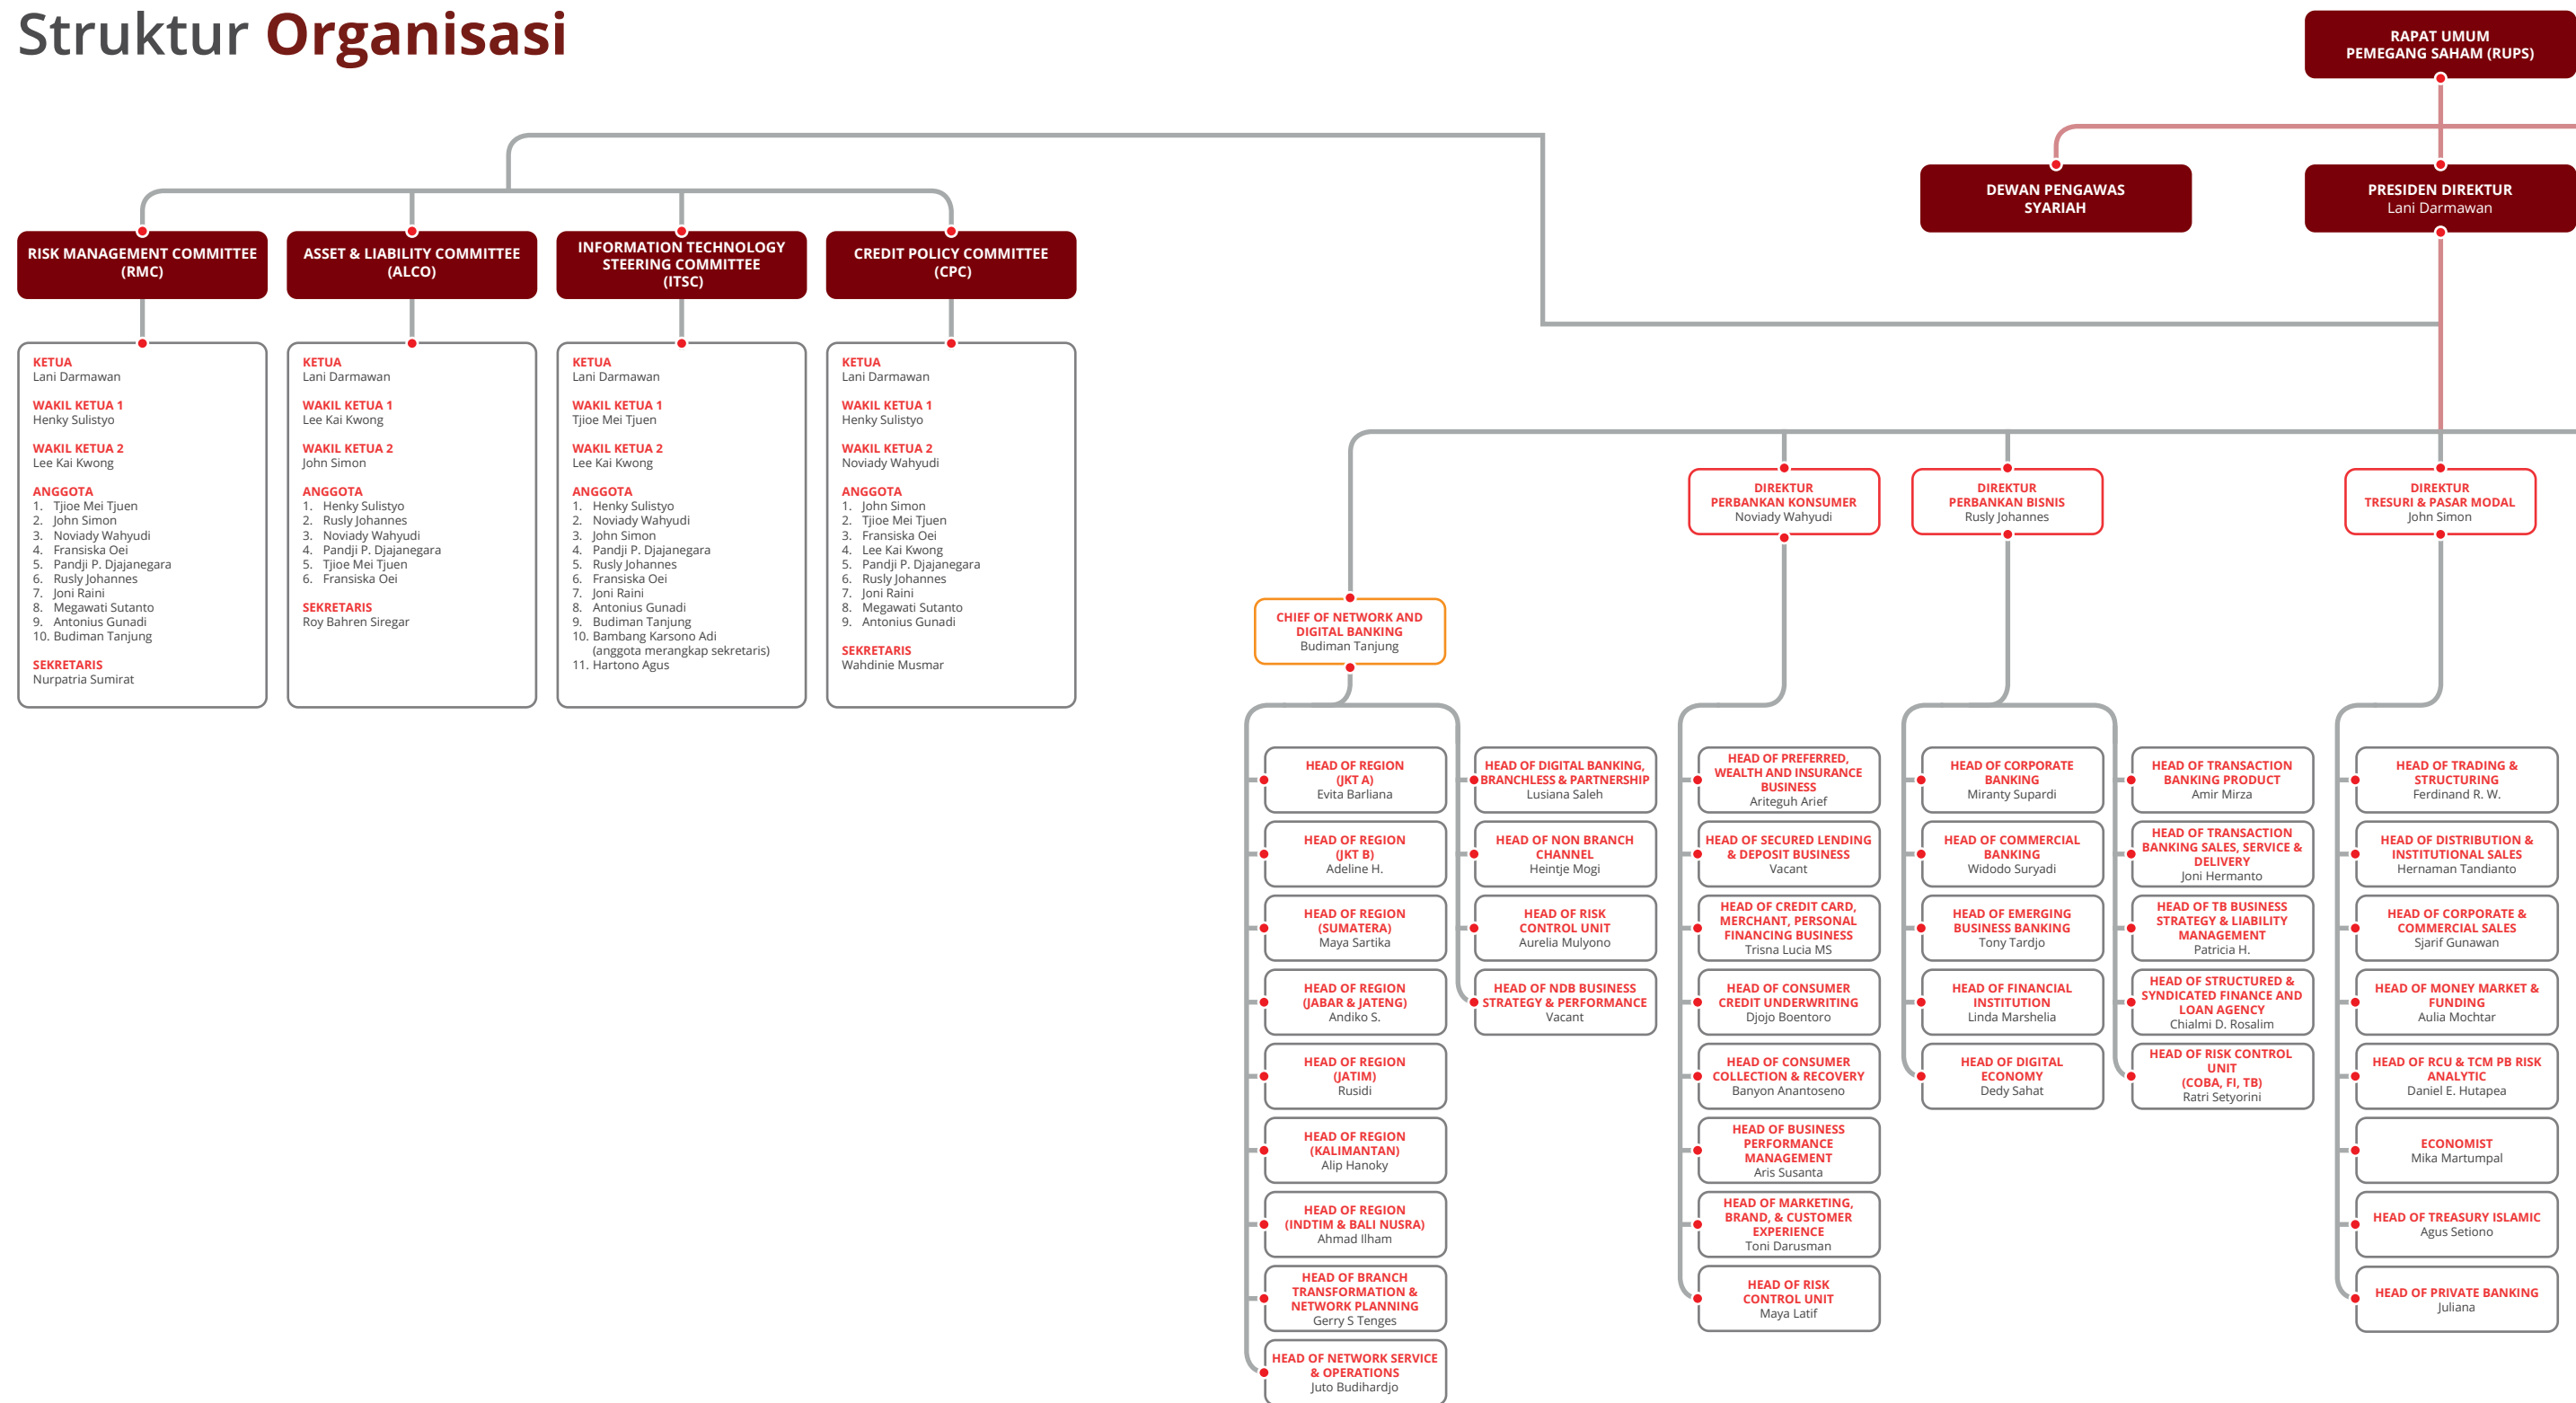 Struktur Organisasi
RAPAT UMUM
PEMEGANG SAHAM (RUPS)
DEWAN PENGAWAS
SYARIAH
PRESIDEN DIREKTUR
Lani Darmawan
RISK MANAGEMENT COMMITTEE
(RMC)
KETUA
Lani Darmawan
WAKIL KETUA 1
Henky Sulistyo
WAKIL KETUA 2
Lee Kai Kwong
ANGGOTA
1. Tjioe Mei Tjuen
2. John Simon
3. Noviady Wahyudi
4. Fransiska Oei
5. Pandji P. Djajanegara
6. Rusly Johannes
7. Joni Raini
8. Megawati Sutanto
9. Antonius Gunadi
10. Budiman Tanjung
SEKRETARIS
Nurpatria Sumirat
ASSET & LIABILITY COMMITTEE
(ALCO)
KETUA
Lani Darmawan
WAKIL KETUA 1
Lee Kai Kwong
WAKIL KETUA 2
John Simon
ANGGOTA
1. Henky Sulistyo
2. Rusly Johannes
3. Noviady Wahyudi
4. Pandji P. Djajanegara
5. Tjioe Mei Tjuen
6. Fransiska Oei
SEKRETARIS
Roy Bahren Siregar
INFORMATION TECHNOLOGY
STEERING COMMITTEE
(ITSC)
KETUA
Lani Darmawan
WAKIL KETUA 1
Tjioe Mei Tjuen
WAKIL KETUA 2
Lee Kai Kwong
ANGGOTA
1. Henky Sulistyo
2. Noviady Wahyudi
3. John Simon
4. Pandji P. Djajanegara
5. Rusly Johannes
6. Fransiska Oei
7. Joni Raini
8. Antonius Gunadi
9. Budiman Tanjung
10. Bambang Karsono Adi
(anggota merangkap sekretaris)
11. Hartono Agus
CREDIT POLICY COMMITTEE
(CPC)
KETUA
Lani Darmawan
WAKIL KETUA 1
Henky Sulistyo
WAKIL KETUA 2
Noviady Wahyudi
ANGGOTA
1. John Simon
2. Tjioe Mei Tjuen
3. Fransiska Oei
4. Lee Kai Kwong
5. Pandji P. Djajanegara
6. Rusly Johannes
7. Joni Raini
8. Megawati Sutanto
9. Antonius Gunadi
SEKRETARIS
Wahdinie Musmar
CHIEF OF NETWORK AND
DIGITAL BANKING
Budiman Tanjung
HEAD OF REGION
(JKT A)
Evita Barliana
HEAD OF REGION
(JKT B)
Adeline H.
HEAD OF REGION
(SUMATERA)
Maya Sartika
HEAD OF REGION
(JABAR & JATENG)
Andiko S.
HEAD OF REGION
(JATIM)
Rusidi
HEAD OF REGION
(KALIMANTAN)
Alip Hanoky
HEAD OF REGION
(INDTIM & BALI NUSRA)
Ahmad Ilham
HEAD OF BRANCH
TRANSFORMATION &
NETWORK PLANNING
Gerry S Tenges
HEAD OF NETWORK SERVICE
& OPERATIONS
Juto Budihardjo
HEAD OF DIGITAL BANKING,
BRANCHLESS & PARTNERSHIP
Lusiana Saleh
HEAD OF NON BRANCH
CHANNEL
Heintje Mogi
HEAD OF RISK
CONTROL UNIT
Aurelia Mulyono
HEAD OF NDB BUSINESS
STRATEGY & PERFORMANCE
Vacant
DIREKTUR
PERBANKAN KONSUMER
Noviady Wahyudi
HEAD OF PREFERRED,
WEALTH AND INSURANCE
BUSINESS
Ariteguh Arief
HEAD OF SECURED LENDING
& DEPOSIT BUSINESS
Vacant
HEAD OF CREDIT CARD,
MERCHANT, PERSONAL
FINANCING BUSINESS
Trisna Lucia MS
HEAD OF CONSUMER
CREDIT UNDERWRITING
Djojo Boentoro
HEAD OF CONSUMER
COLLECTION & RECOVERY
Banyon Anantoseno
HEAD OF BUSINESS
PERFORMANCE
MANAGEMENT
Aris Susanta
HEAD OF MARKETING,
BRAND, & CUSTOMER
EXPERIENCE
Toni Darusman
HEAD OF RISK
CONTROL UNIT
Maya Latif
DIREKTUR
PERBANKAN BISNIS
Rusly Johannes
HEAD OF CORPORATE
BANKING
Miranty Supardi
HEAD OF COMMERCIAL
BANKING
Widodo Suryadi
HEAD OF EMERGING
BUSINESS BANKING
Tony Tardjo
HEAD OF FINANCIAL
INSTITUTION
Linda Marshelia
HEAD OF DIGITAL
ECONOMY
Dedy Sahat
HEAD OF TRANSACTION
BANKING PRODUCT
Amir Mirza
HEAD OF TRANSACTION
BANKING SALES, SERVICE &
DELIVERY
Joni Hermanto
HEAD OF TB BUSINESS
STRATEGY & LIABILITY
MANAGEMENT
Patricia H.
HEAD OF STRUCTURED &
SYNDICATED FINANCE AND
LOAN AGENCY
Chialmi D. Rosalim
HEAD OF RISK CONTROL
UNIT
(COBA, FI, TB)
Ratri Setyorini
DIREKTUR
TRESURI & PASAR MODAL
John Simon
HEAD OF TRADING &
STRUCTURING
Ferdinand R. W.
HEAD OF DISTRIBUTION &
INSTITUTIONAL SALES
Hernaman Tandianto
HEAD OF CORPORATE &
COMMERCIAL SALES
Sjarif Gunawan
HEAD OF MONEY MARKET &
FUNDING
Aulia Mochtar
HEAD OF RCU & TCM PB RISK
ANALYTIC
Daniel E. Hutapea
ECONOMIST
Mika Martumpal
HEAD OF TREASURY ISLAMIC
Agus Setiono
HEAD OF PRIVATE BANKING
Juliana